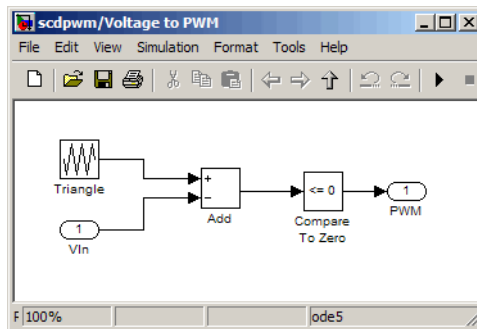 scdpwm/Voltage to PWM
File Edit View Simulation Format Tools Help
Triangle
1
VIn
+
−
Add
<= 0
Compare
To Zero
1
PWM
F 100% ode5